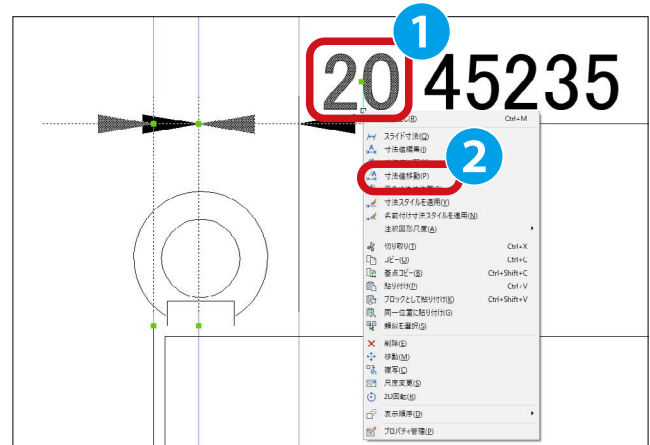 1
20 45235
Ctrl+M
スライド寸法(Q)
寸法値編集(I)
2
寸法値移動(P)
寸法スタイルを適用(Y)
名前付け寸法スタイルを適用(N)
注釈図形尺度(A)
切り取り(T) Ctrl+X
コピー(O) Ctrl+C
基点コピー(B) Ctrl+Shift+C
貼り付け(P) Ctrl+V
ブロックとして貼り付け(K) Ctrl+Shift+V
同一位置に貼り付け(G)
類似を選択(S)
削除(E)
移動(M)
複写(C)
尺度変更(S)
2D回転(R)
表示順序(D)
プロパティ管理(P)